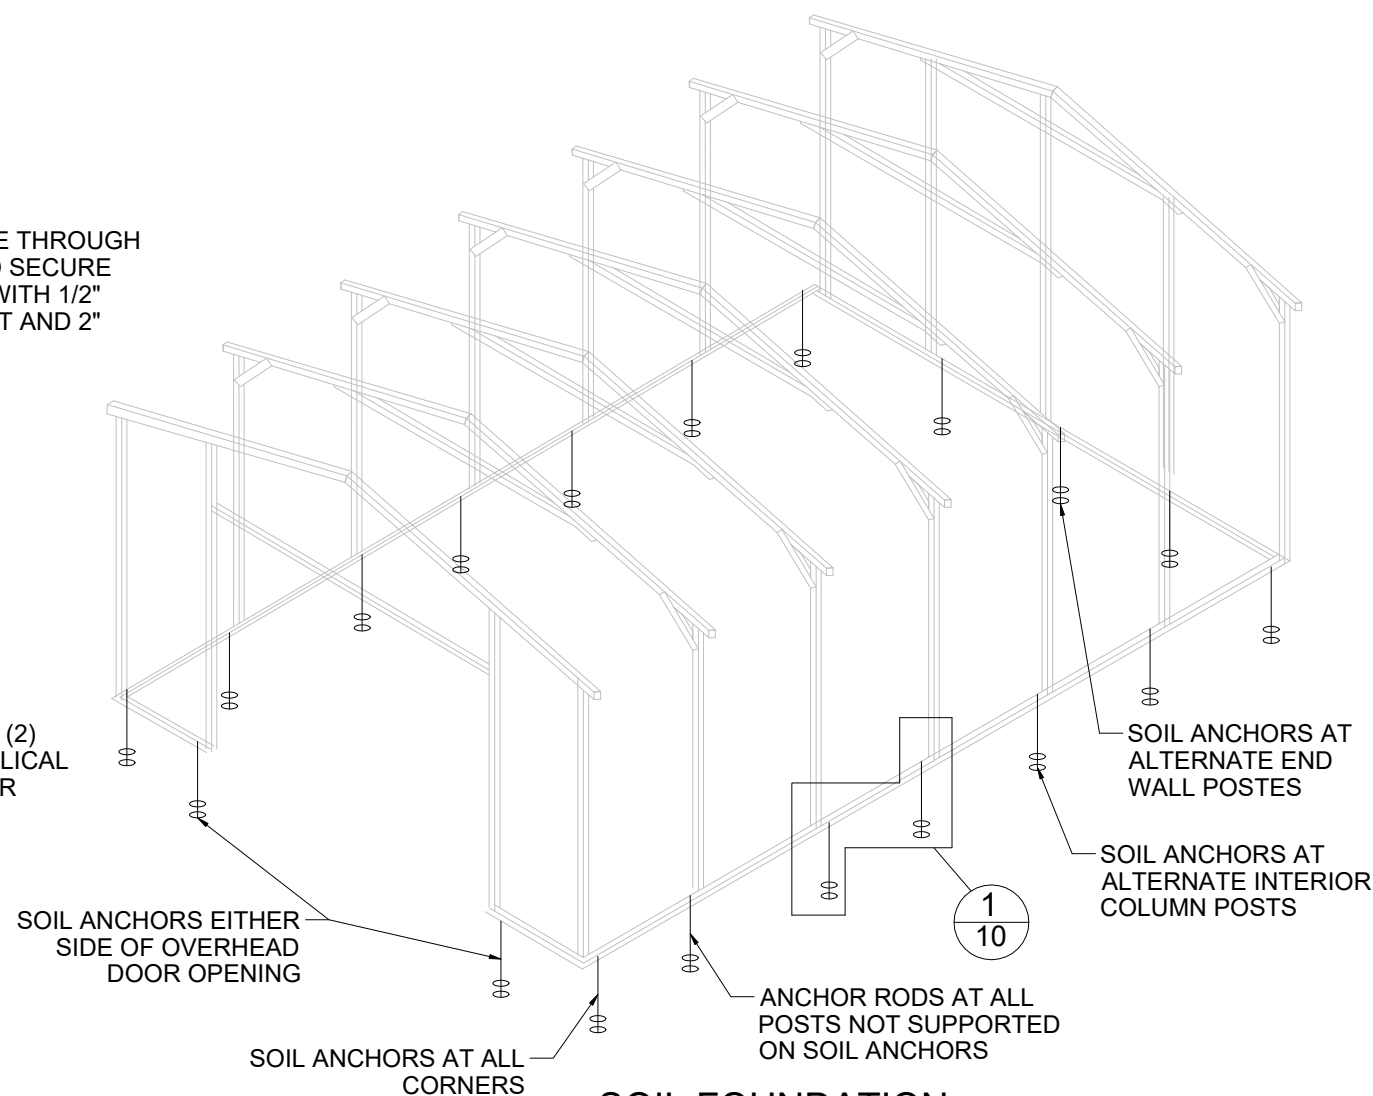 THROUGH
SECURE
WITH 1/2"
AND 2"
(2)
SOIL ANCHORS AT
ALTERNATE END
WALL POSTES
SOIL ANCHORS AT
ALTERNATE INTERIOR
COLUMN POSTS
1
10
SOIL ANCHORS EITHER
SIDE OF OVERHEAD
DOOR OPENING
ANCHOR RODS AT ALL
POSTS NOT SUPPORTED
ON SOIL ANCHORS
SOIL ANCHORS AT ALL
CORNERS
SOIL FOUNDATION